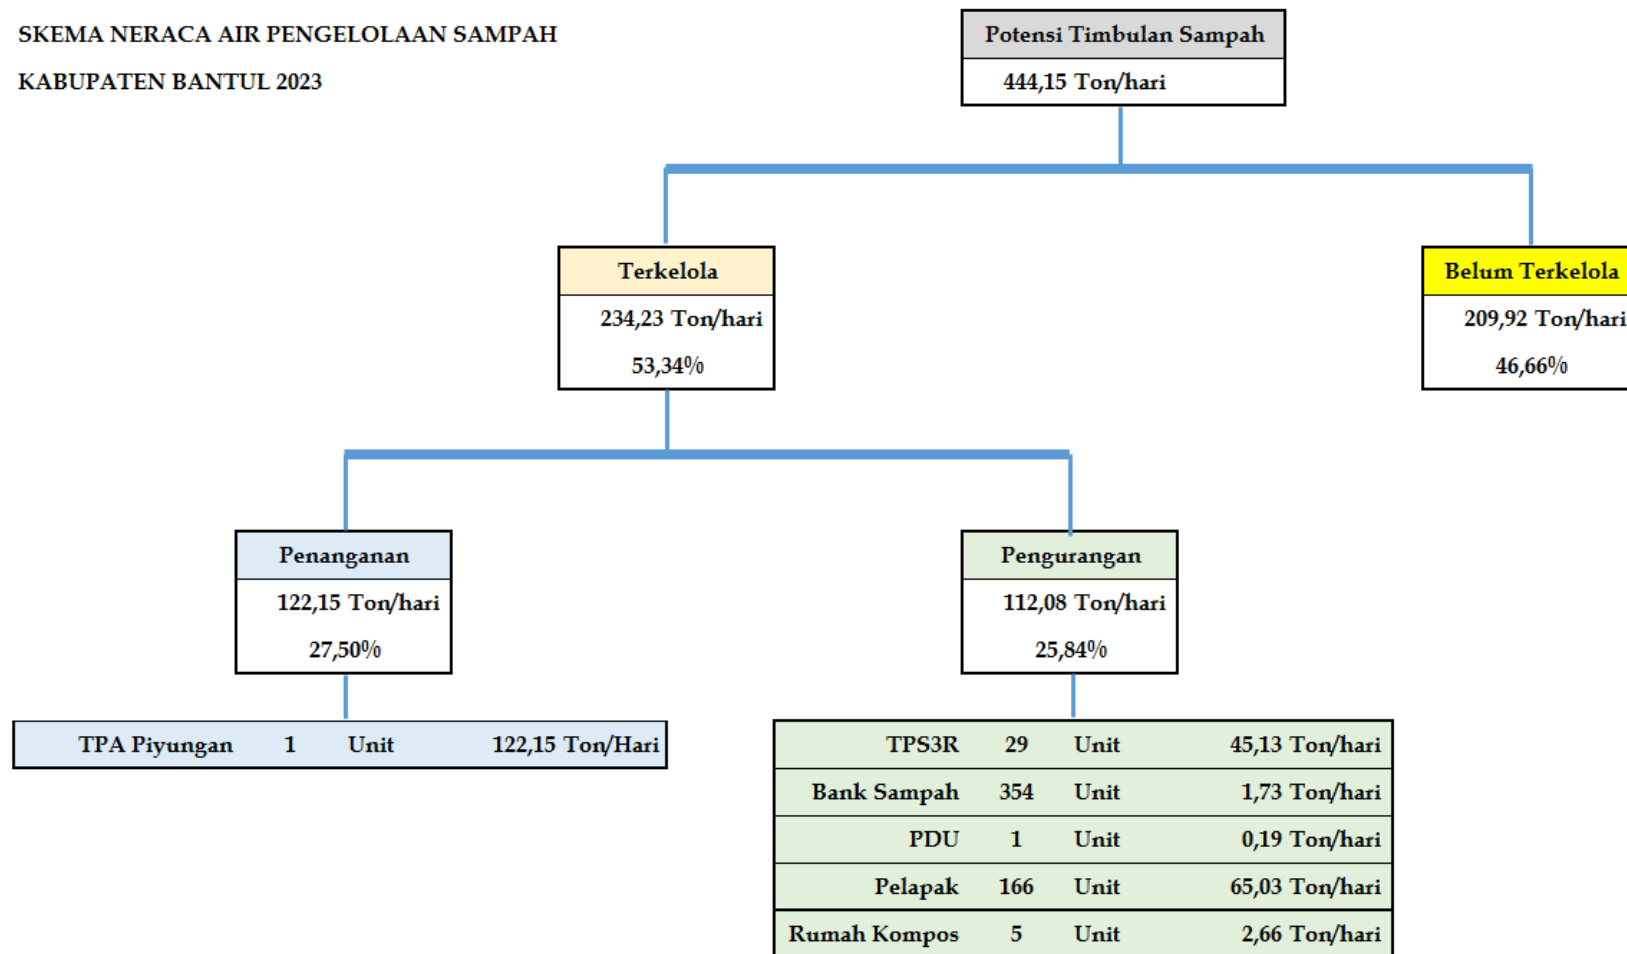 SKEMA NERACA AIR PENGELOLAAN SAMPAH
KABUPATEN BANTUL 2023
Potensi Timbulan Sampah
444,15 Ton/hari
Terkelola
234,23 Ton/hari
53,34%
Belum Terkelola
209,92 Ton/hari
46,66%
Penanganan
122,15 Ton/hari
27,50%
Pengurangan
112,08 Ton/hari
25,84%
TPA Piyungan 1 Unit 122,15 Ton/Hari
TPS3R 29 Unit 45,13 Ton/hari
Bank Sampah 354 Unit 1,73 Ton/hari
PDU 1 Unit 0,19 Ton/hari
Pelapak 166 Unit 65,03 Ton/hari
Rumah Kompos 5 Unit 2,66 Ton/hari